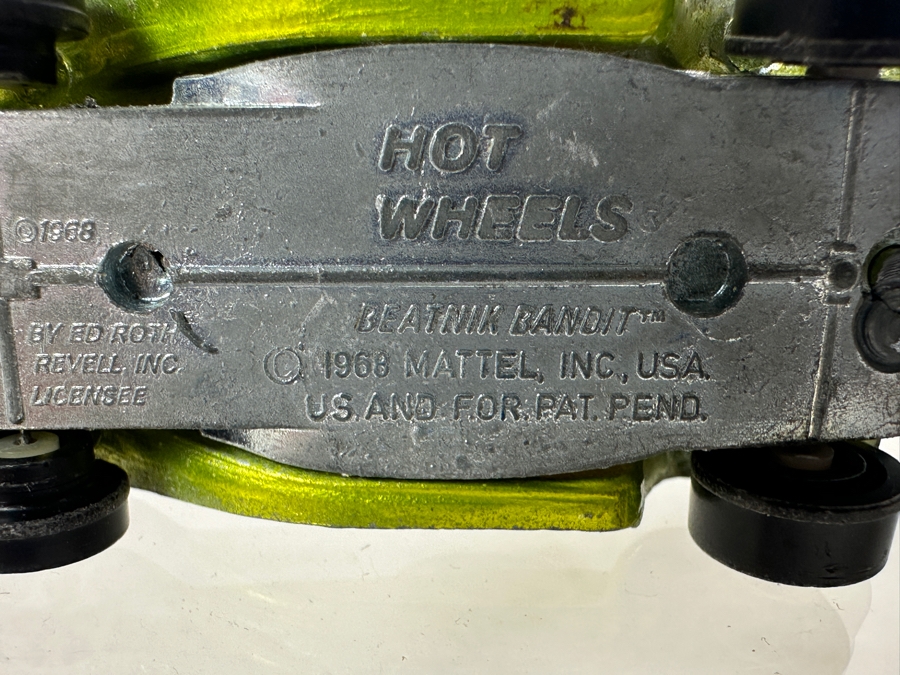 HOT
WHEELS
©1968
BY ED ROTH
REVELL INC.
LICENSEE
BEATNIK BANDIT™
© 1968 MATTEL, INC., USA.
U.S. AND FOR. PAT. PEND.